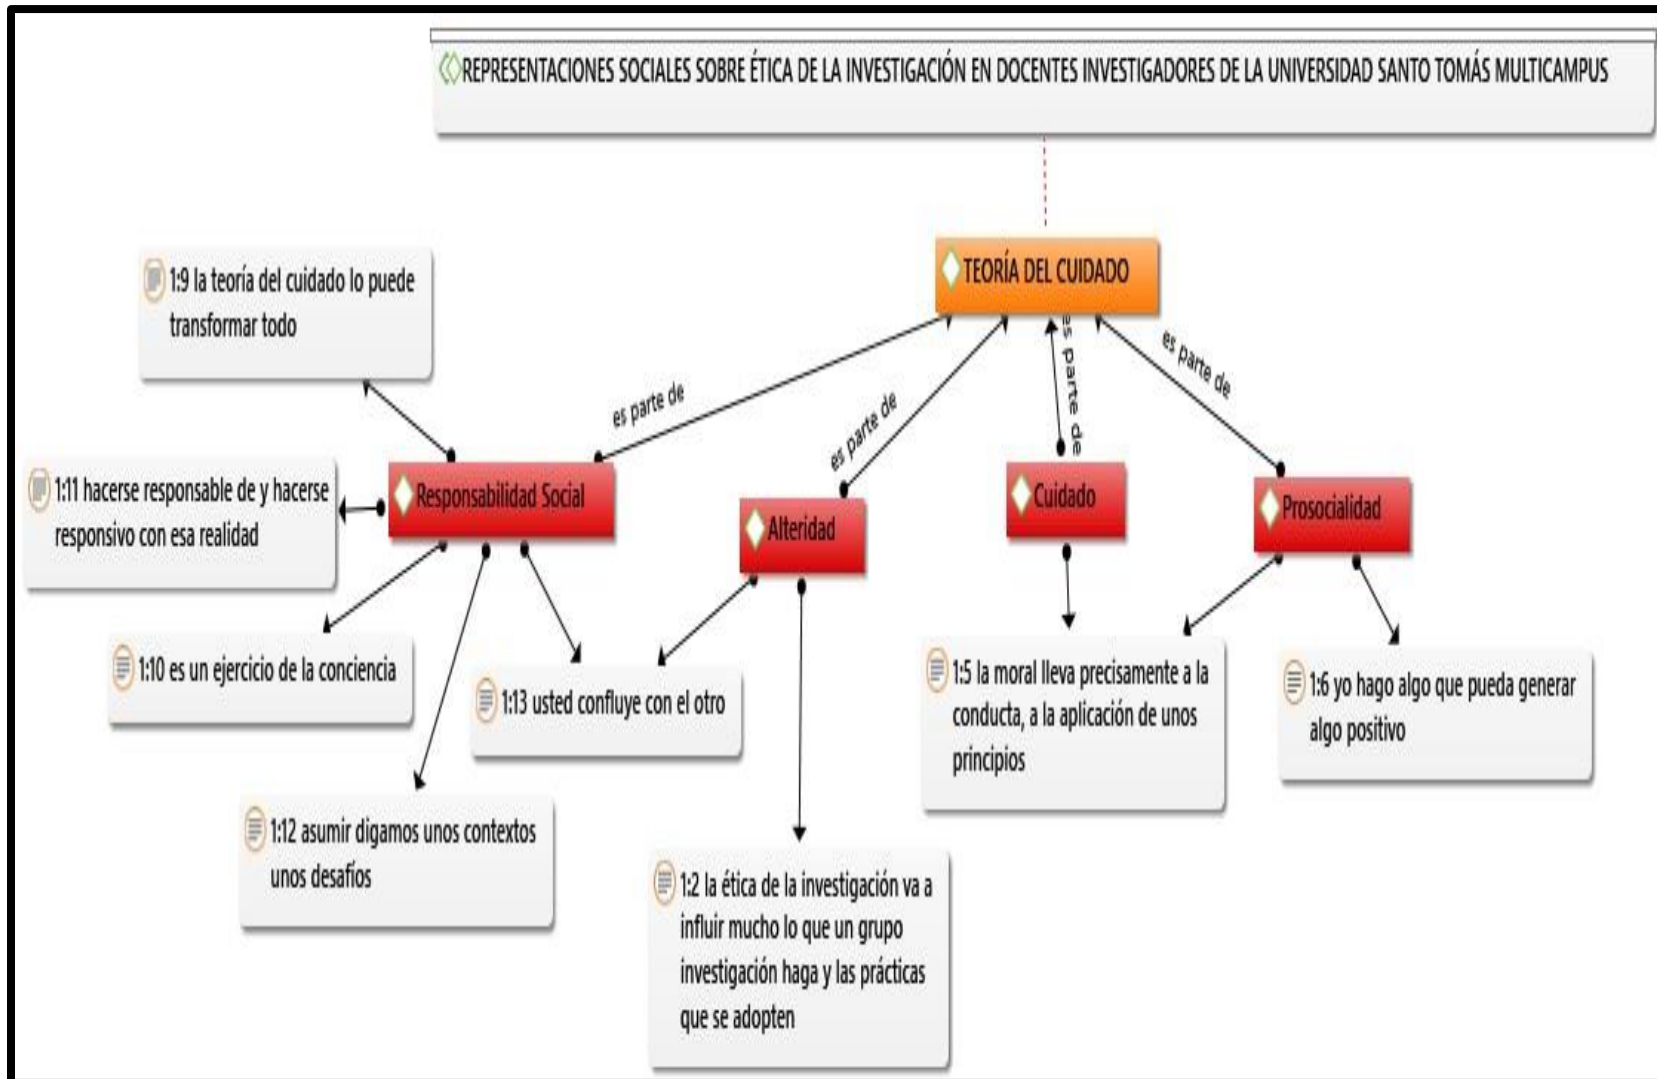 REPRESENTACIONES SOCIALES SOBRE ÉTICA DE LA INVESTIGACIÓN EN DOCENTES INVESTIGADORES DE LA UNIVERSIDAD SANTO TOMÁS MULTICAMPUS
TEORÍA DEL CUIDADO
1:9 la teoría del cuidado lo puede
transformar todo
es parte de
es parte de
es parte de
es parte de
1:11 hacerse responsable de y hacerse
responsivo con esa realidad
Responsabilidad Social
Alteridad
Cuidado
Prosocialidad
1:10 es un ejercicio de la conciencia
1:13 usted confluye con el otro
1:5 la moral lleva precisamente a la
conducta, a la aplicación de unos
principios
1:6 yo hago algo que pueda generar
algo positivo
1:12 asumir digamos unos contextos
unos desafíos
1:2 la ética de la investigación va a
influir mucho lo que un grupo
investigación haga y las prácticas
que se adopten